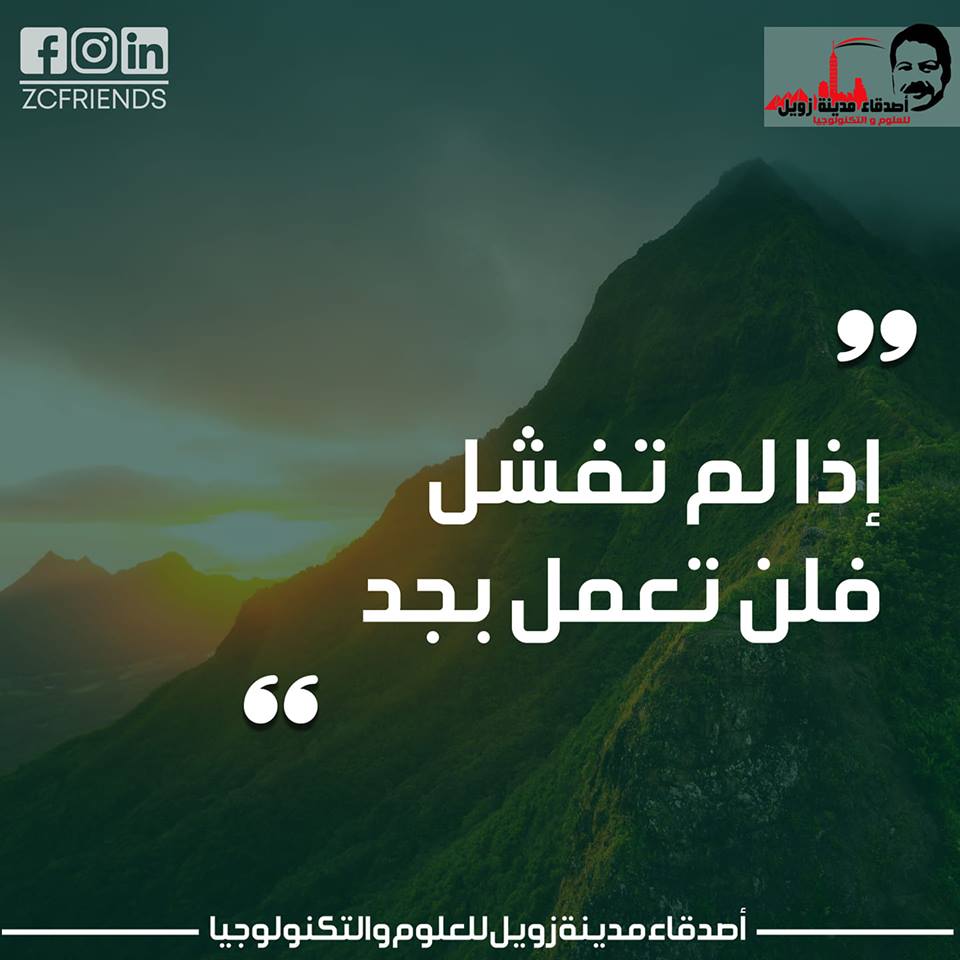 ZCFRIENDS
أصدقاء مدينة زويل
للعلوم و التكنولوجيا
إذا لم تفشل
فلن تعمل بجد
أصدقاء مدينة زويل للعلوم والتكنولوجيا